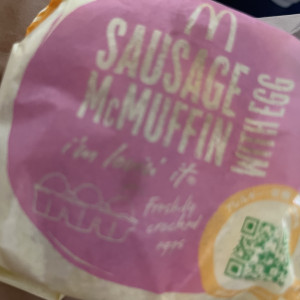 SAUSAGE
McMUFFIN
WITH EGG
i'm lovin' it
Freshly
cracked
eggs